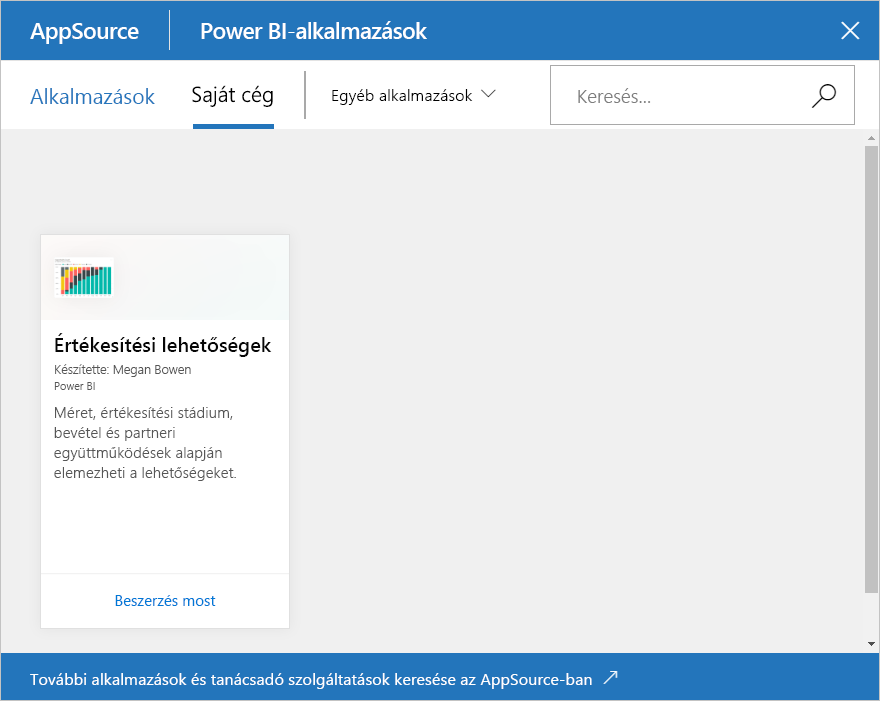 AppSource
Power BI-alkalmazások
Alkalmazások
Saját cég
Egyéb alkalmazások
Keresés...
Értékesítési lehetőségek
Készítette: Megan Bowen
Power BI
Méret, értékesítési stádium,
bevétel és partneri
együttműködések alapján
elemezheti a lehetőségeket.
Beszerzés most
További alkalmazások és tanácsadó szolgáltatások keresése az AppSource-ban